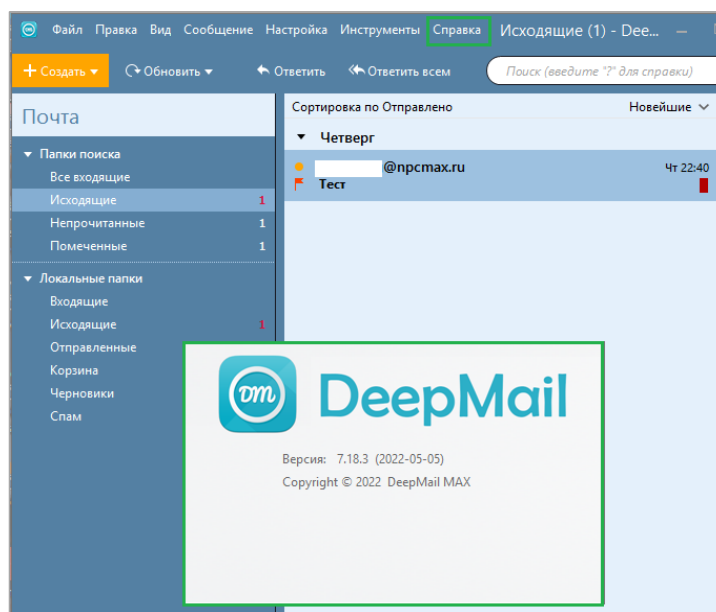 Файл Правка Вид Сообщение Настройка Инструменты Справка Исходящие (1) - Dee...
+ Создать Обновить Ответить Ответить всем Поиск (введите "?" для справки)
Почта
Сортировка по Отправлено Новейшие
Четверг
@npcmax.ru Чт 22:40
Тест
Папки поиска
Все входящие
Исходящие 1
Непрочитанные 1
Помеченные 1
Локальные папки
Входящие
Исходящие 1
Отправленные
Корзина
Черновики
Спам
DM DeepMail
Версия: 7.18.3 (2022-05-05)
Copyright © 2022 DeepMail MAX